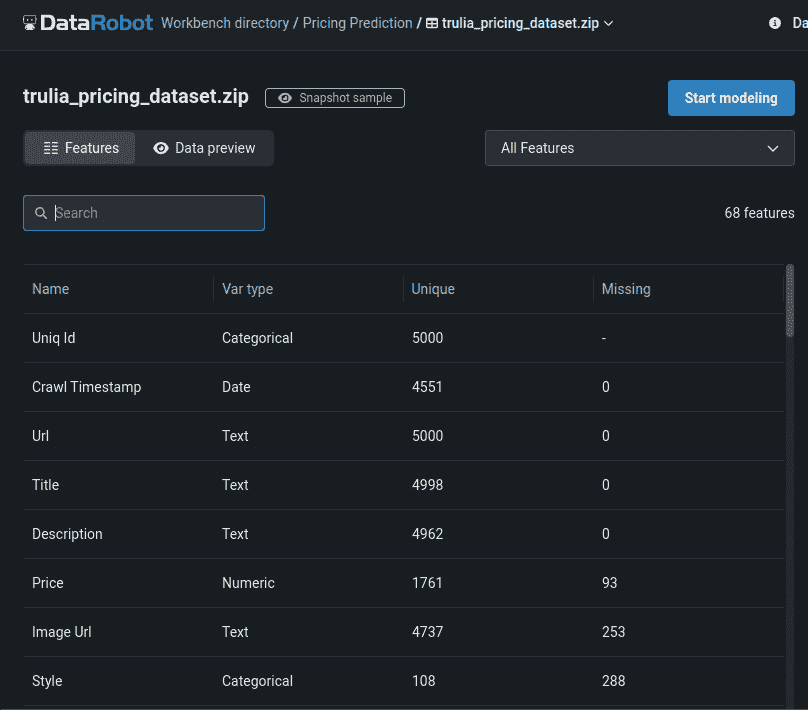 DataRobot Workbench directory / Pricing Prediction / trulia_pricing_dataset.zip Da
trulia_pricing_dataset.zip Snapshot sample Start modeling
Features Data preview All Features
Search 68 features
Name Var type Unique Missing
Uniq Id Categorical 5000 -
Crawl Timestamp Date 4551 0
Url Text 5000 0
Title Text 4998 0
Description Text 4962 0
Price Numeric 1761 93
Image Url Text 4737 253
Style Categorical 108 288